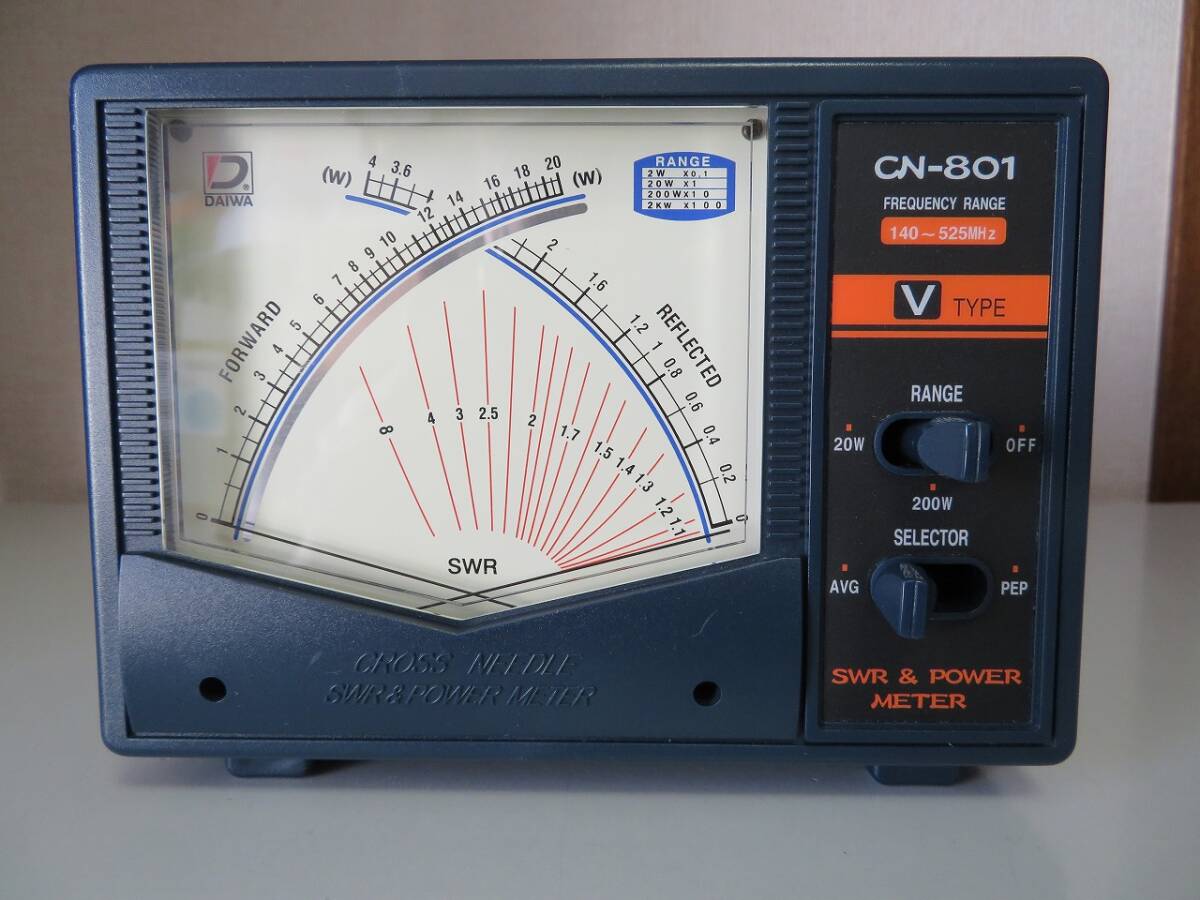 D®
DAIWA
(W)
4 3.6
12 14 16 18 20
(W)
FORWARD
0 1 2 3 4 5 6 7 8 9 10
RANGE
2W X0.1
20W X1
200W X10
2KW X100
REFLECTED
2 1.6 1.2 1 0.8 0.6 0.4 0.2 0
8 4 3 2.5 2 1.7 1.5 1.4 1.3 1.2 1.1
SWR
CROSS NEEDLE
SWR & POWER METER
CN-801
FREQUENCY RANGE
140~525MHz
V TYPE
RANGE
20W OFF
200W
SELECTOR
AVG PEP
SWR & POWER
METER